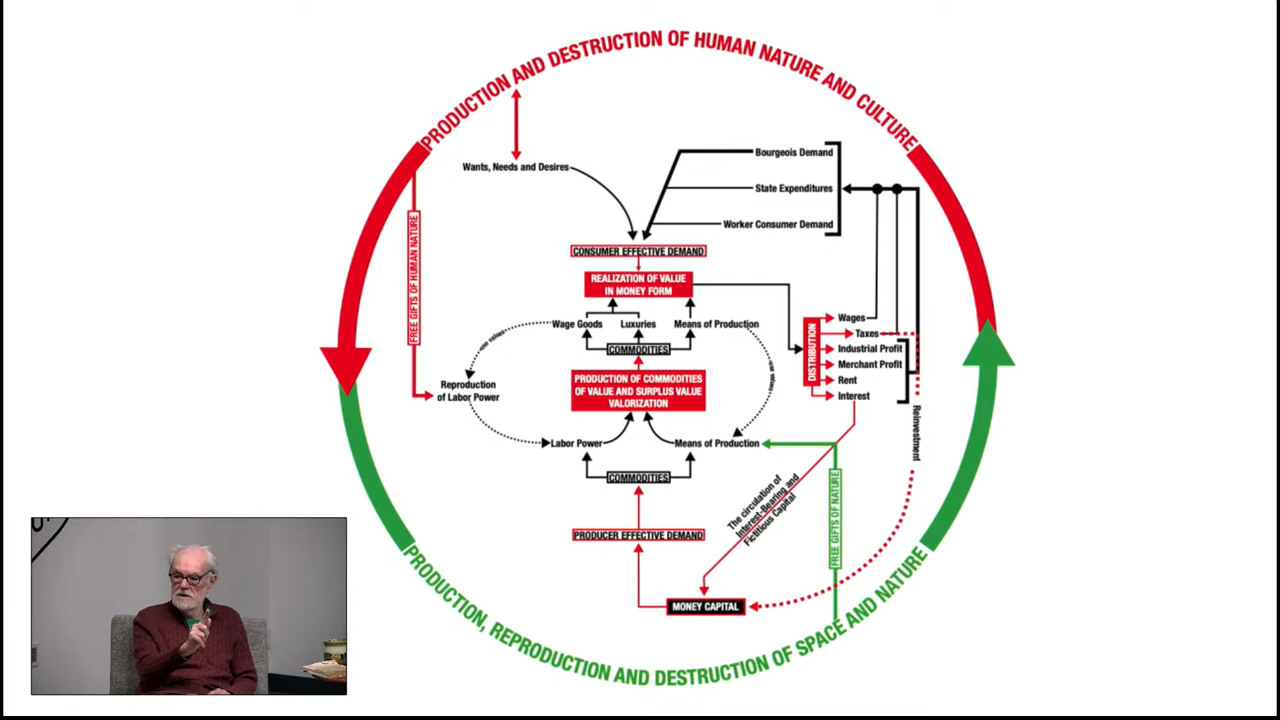 PRODUCTION AND DESTRUCTION OF HUMAN NATURE AND CULTURE
Wants, Needs and Desires
Bourgeois Demand
State Expenditures
Worker Consumer Demand
FREE GIFTS OF HUMAN NATURE
CONSUMER EFFECTIVE DEMAND
REALIZATION OF VALUE
IN MONEY FORM
Wage Goods
Luxuries
Means of Production
use values
use values
COMMODITIES
DISTRIBUTION
Wages
Taxes
Industrial Profit
Merchant Profit
Rent
Interest
PRODUCTION OF COMMODITIES
OF VALUE AND SURPLUS VALUE
VALORIZATION
Reproduction
of Labor Power
Reinvestment
Labor Power
Means of Production
COMMODITIES
The circulation of
Interest-Bearing and
Fictitious Capital
FREE GIFTS OF NATURE
PRODUCER EFFECTIVE DEMAND
MONEY CAPITAL
PRODUCTION, REPRODUCTION AND DESTRUCTION OF SPACE AND NATURE